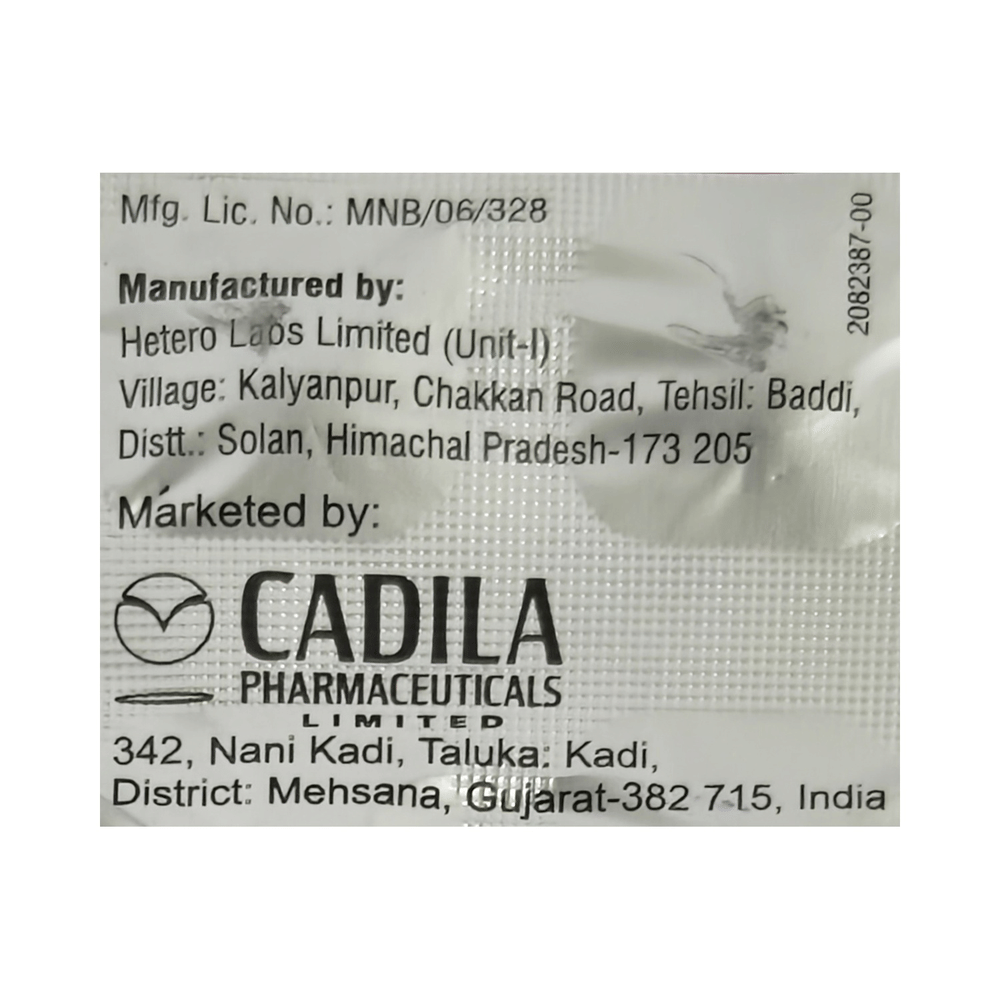 Mfg. Lic. No.: MNB/06/328
2082387-00
Manufactured by:
Hetero Labs Limited (Unit-I)
Village: Kalyanpur, Chakkan Road, Tehsil: Baddi,
Distt.: Solan, Himachal Pradesh-173 205
Marketed by:
CADILA
PHARMACEUTICALS
LIMITED
342, Nani Kadi, Taluka: Kadi,
District: Mehsana, Gujarat-382 715, India